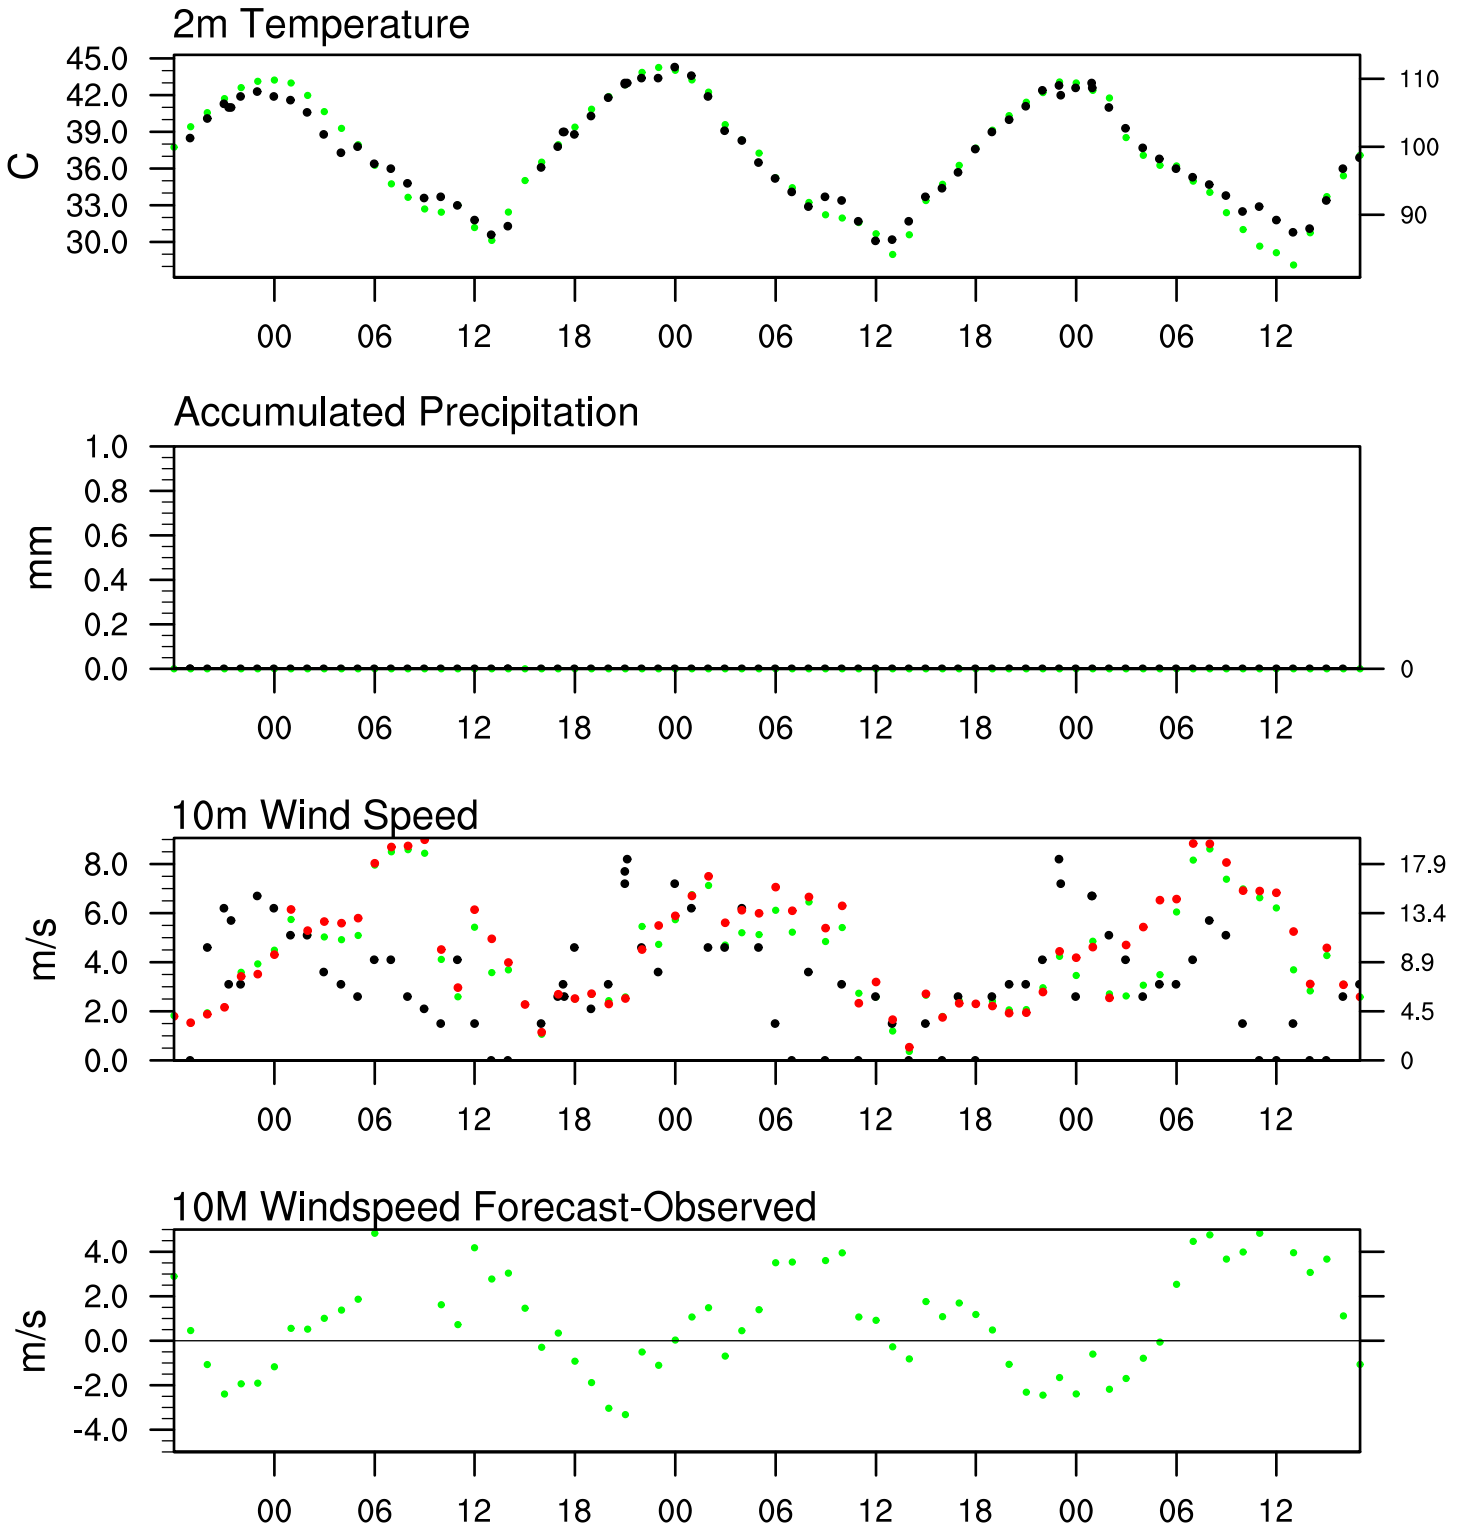 2m Temperature
45.0
42.0
39.0
36.0
33.0
30.0
C
110
100
90
00 06 12 18 00 06 12 18 00 06 12
Accumulated Precipitation
1.0
0.8
0.6
0.4
0.2
0.0
mm
0
00 06 12 18 00 06 12 18 00 06 12
10m Wind Speed
8.0
6.0
4.0
2.0
0.0
m/s
17.9
13.4
8.9
4.5
0
00 06 12 18 00 06 12 18 00 06 12
10M Windspeed Forecast-Observed
4.0
2.0
0.0
-2.0
-4.0
m/s
00 06 12 18 00 06 12 18 00 06 12